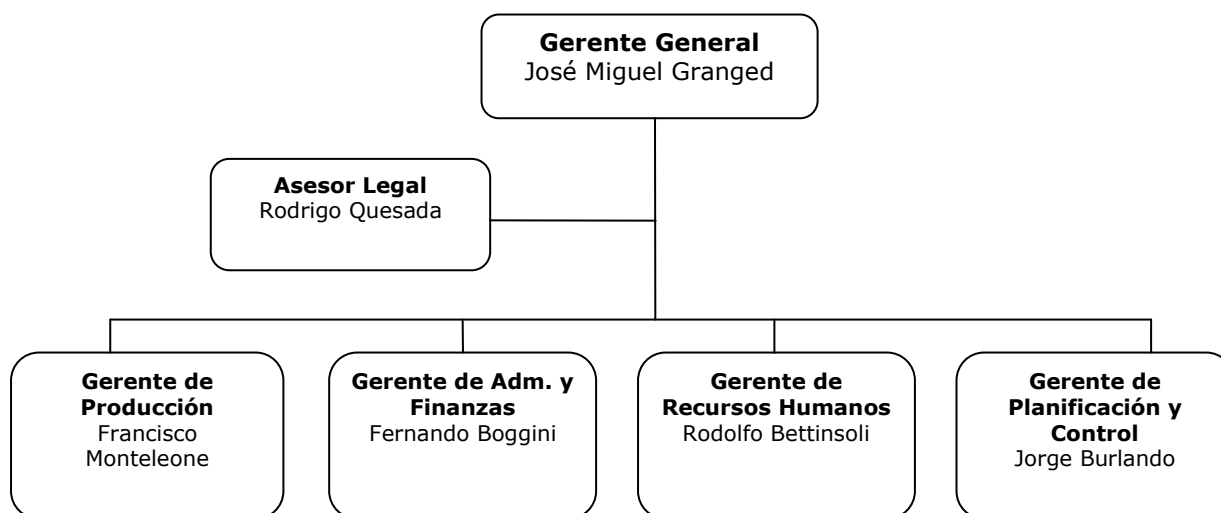 Gerente General
José Miguel Granged
Asesor Legal
Rodrigo Quesada
Gerente de
Producción
Francisco
Monteleone
Gerente de Adm. y
Finanzas
Fernando Boggini
Gerente de
Recursos Humanos
Rodolfo Bettinsoli
Gerente de
Planificación y
Control
Jorge Burlando